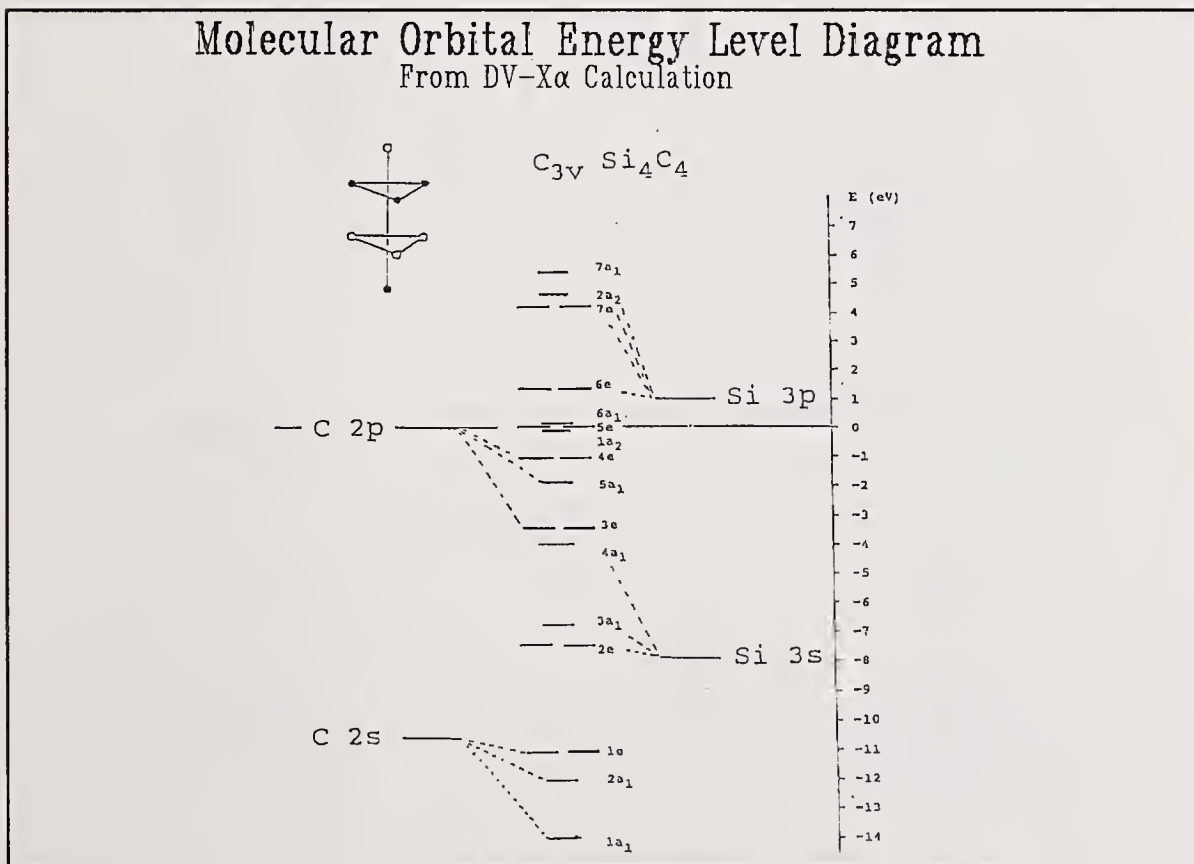 Molecular Orbital Energy Level Diagram
From DV-Xα Calculation
C3v Si4C4
E (eV)
7
6
7a1
5
2a2
7e
4
3
2
6e
Si 3p
1
6a1
C 2p
5e
0
1a2
4e
-1
5a1
-2
3e
-3
4a1
-4
-5
-6
3a1
-7
2e
Si 3s
-8
-9
-10
C 2s
1e
-11
2a1
-12
-13
1a1
-14